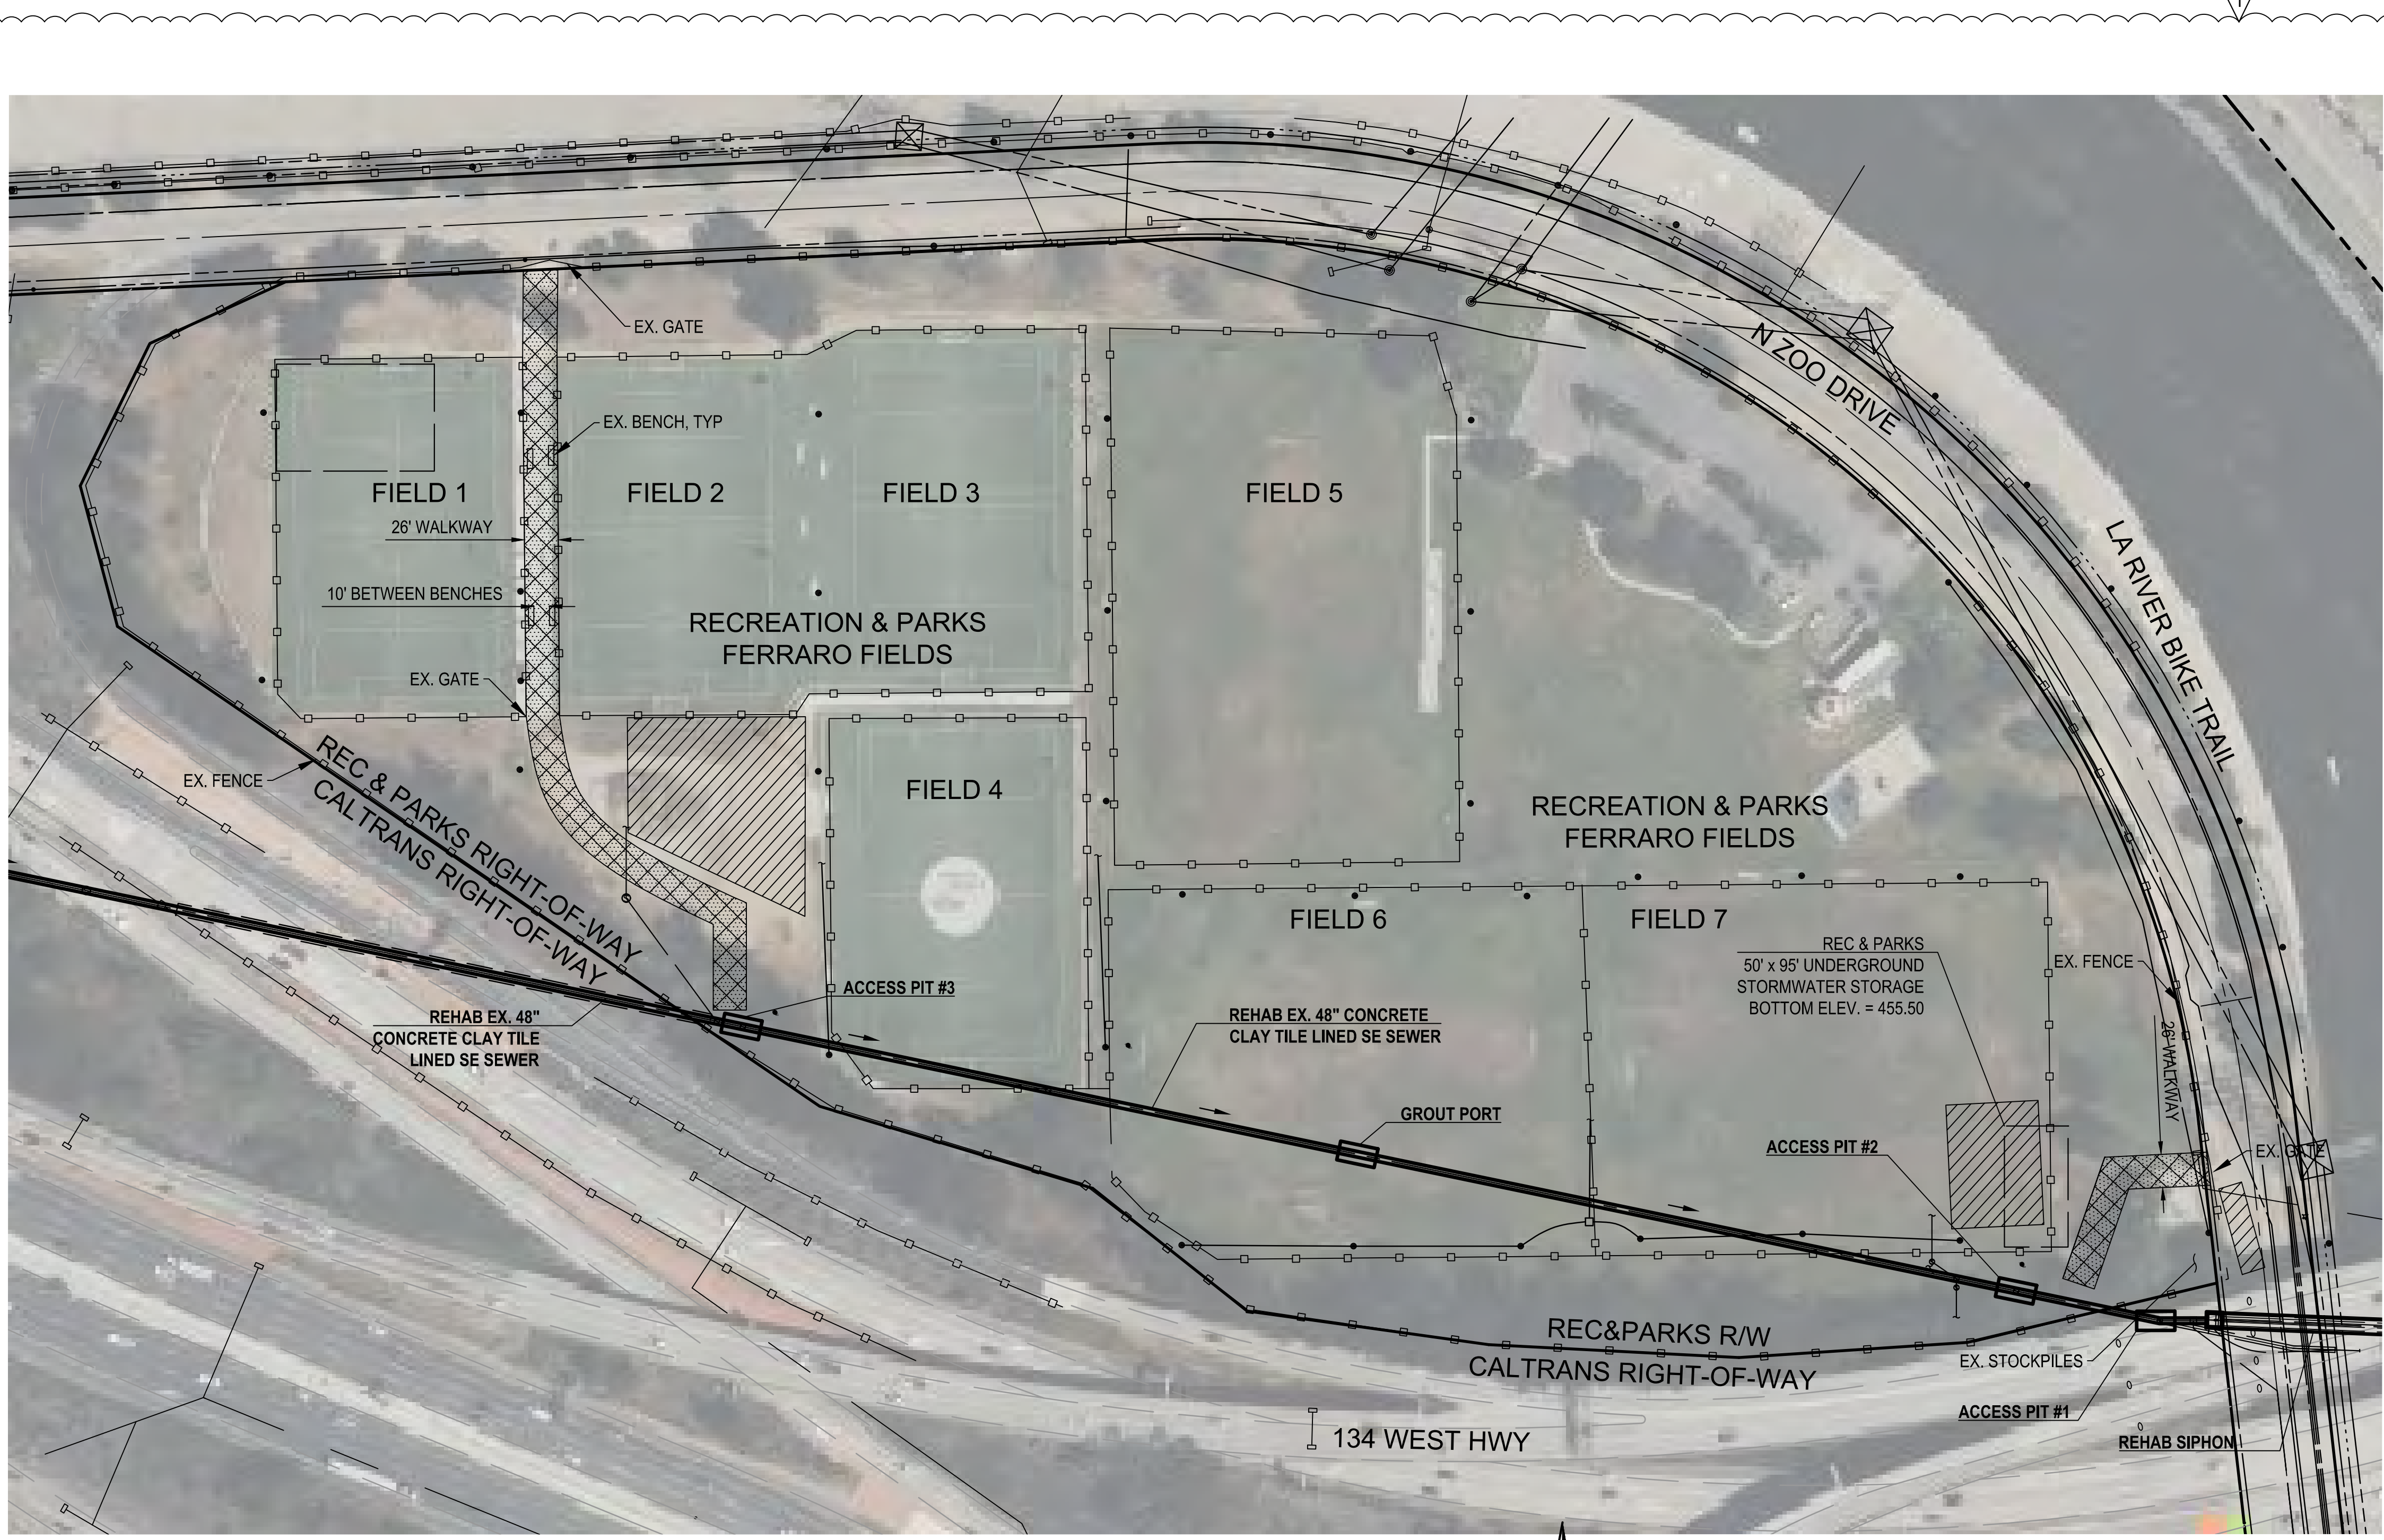 EX. GATE
N ZOO DRIVE
EX. BENCH, TYP
FIELD 1
FIELD 2
FIELD 3
FIELD 5
26' WALKWAY
LA RIVER BIKE TRAIL
10' BETWEEN BENCHES
RECREATION & PARKS
FERRARO FIELDS
EX. GATE
EX. FENCE
REC & PARKS RIGHT-OF-WAY
CALTRANS RIGHT-OF-WAY
FIELD 4
RECREATION & PARKS
FERRARO FIELDS
FIELD 6
FIELD 7
REC & PARKS
50' x 95' UNDERGROUND
STORMWATER STORAGE
BOTTOM ELEV. = 455.50
EX. FENCE
ACCESS PIT #3
REHAB EX. 48"
CONCRETE CLAY TILE
LINED SE SEWER
REHAB EX. 48" CONCRETE
CLAY TILE LINED SE SEWER
26' WALKWAY
GROUT PORT
ACCESS PIT #2
EX. GATE
REC&PARKS R/W
CALTRANS RIGHT-OF-WAY
EX. STOCKPILES
ACCESS PIT #1
134 WEST HWY
REHAB SIPHON